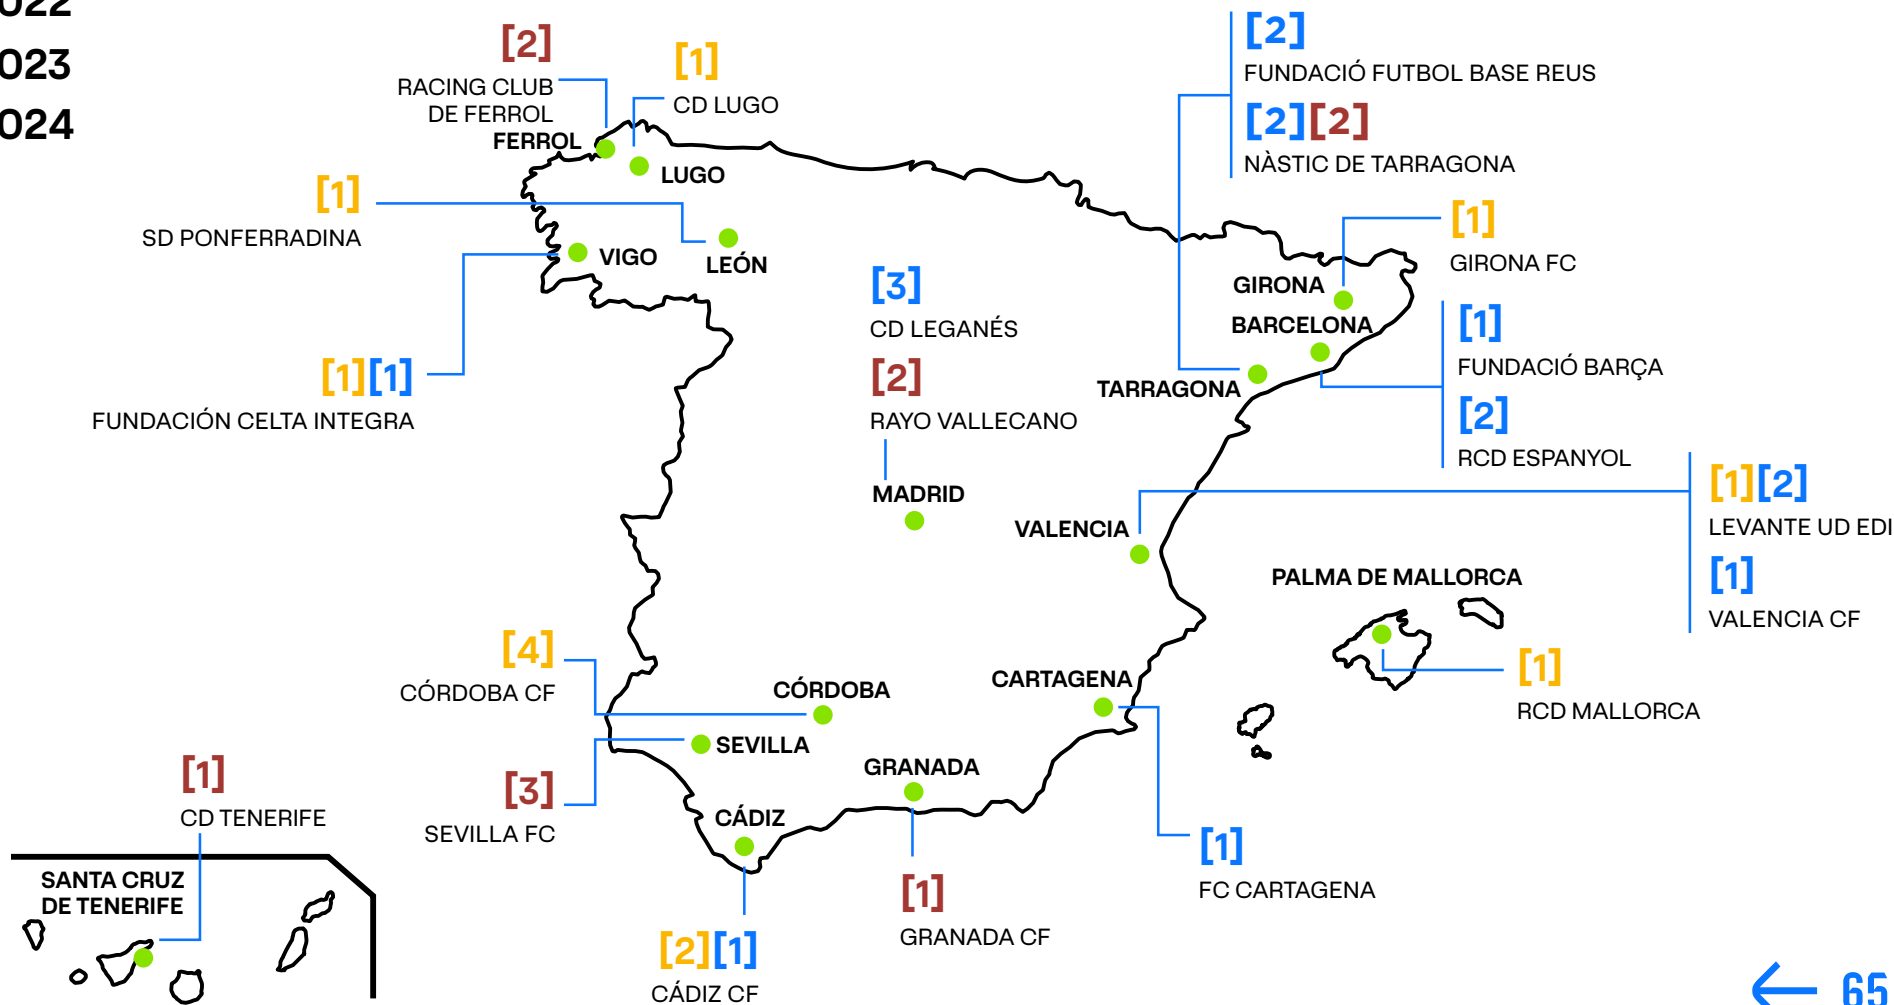 022
023
024
[2]
RACING CLUB
DE FERROL
FERROL
[1]
CD LUGO
LUGO
[2]
FUNDACIÓ FUTBOL BASE REUS
[2][2]
NÀSTIC DE TARRAGONA
[1]
SD PONFERRADINA
VIGO
LEÓN
[1]
GIRONA FC
GIRONA
BARCELONA
[3]
CD LEGANÉS
[2]
RAYO VALLECANO
MADRID
[1]
FUNDACIÓ BARÇA
[2]
RCD ESPANYOL
[1][1]
FUNDACIÓN CELTA INTEGRA
TARRAGONA
[1][2]
LEVANTE UD EDI
[1]
VALENCIA CF
VALENCIA
PALMA DE MALLORCA
[1]
RCD MALLORCA
[4]
CÓRDOBA CF
CÓRDOBA
CARTAGENA
SEVILLA
[3]
SEVILLA FC
GRANADA
CÁDIZ
[1]
CD TENERIFE
SANTA CRUZ
DE TENERIFE
[1]
FC CARTAGENA
[1]
GRANADA CF
[2][1]
CÁDIZ CF
65